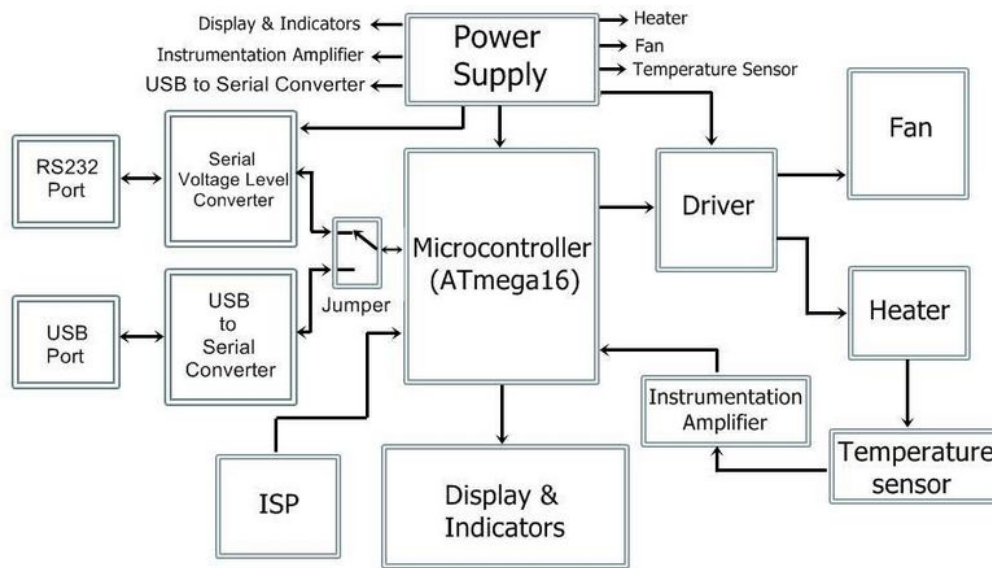 Display & Indicators
Instrumentation Amplifier
USB to Serial Converter
Power
Supply
Heater
Fan
Temperature Sensor
RS232
Port
Serial
Voltage Level
Converter
Jumper
USB
Port
USB
to
Serial
Converter
Microcontroller
(ATmega16)
Driver
Fan
Heater
Instrumentation
Amplifier
Temperature
sensor
ISP
Display &
Indicators